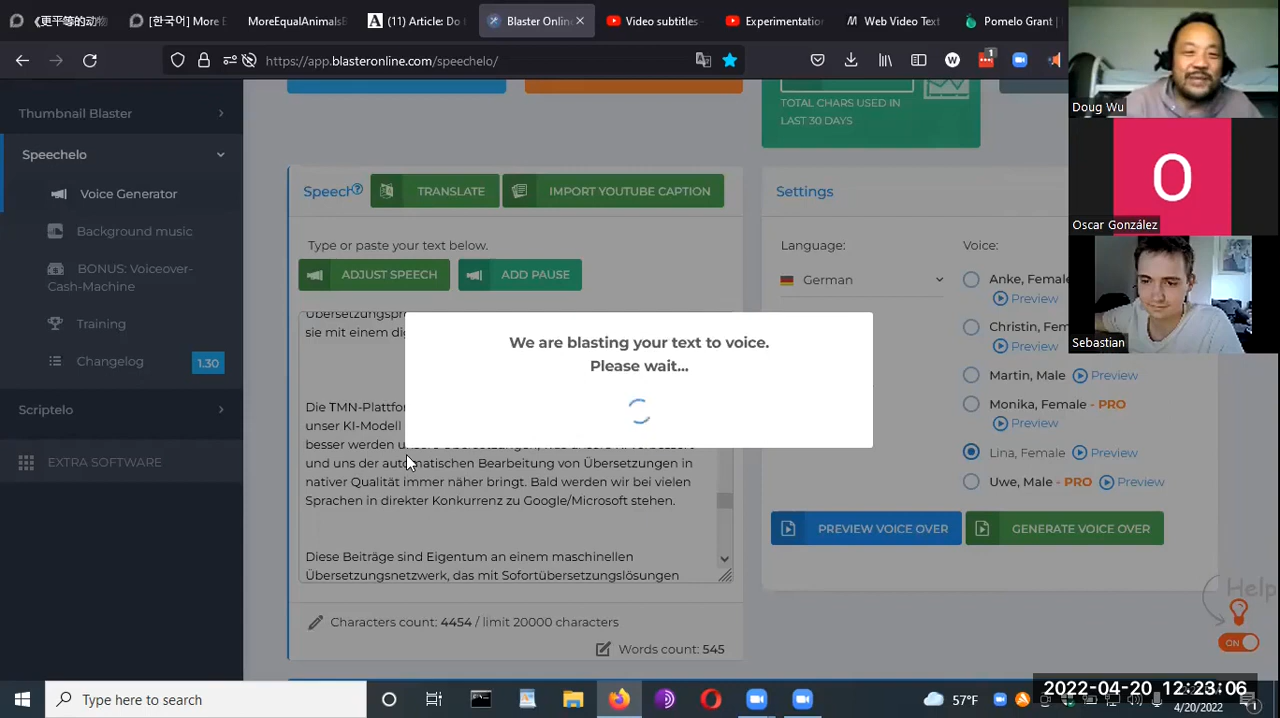 《更平等的动物
[한국어] More E
MoreEqualAnimalsB
(11) Article: Do t
Blaster Onlin
Video subtitles -
Experimentation
Web Video Text
Pomelo Grant |
https://app.blasteronline.com/speechelo/
W
1
Thumbnail Blaster
Speechelo
Voice Generator
Background music
BONUS: Voiceover-
Cash-Machine
Training
Changelog
1.30
Scriptelo
EXTRA SOFTWARE
TOTAL CHARS USED IN
LAST 30 DAYS
Speech
TRANSLATE
IMPORT YOUTUBE CAPTION
Type or paste your text below.
ADJUST SPEECH
ADD PAUSE
Übersetzungspr
sie mit einem dig
Die TMN-Plattfor
unser KI-Modell
besser werden
und uns der automatischen Bearbeitung von Übersetzungen in
nativer Qualität immer näher bringt. Bald werden wir bei vielen
Sprachen in direkter Konkurrenz zu Google/Microsoft stehen.
Diese Beiträge sind Eigentum an einem maschinellen
Übersetzungsnetzwerk, das mit Sofortübersetzungslösungen
Characters count: 4454 / limit 20000 characters
Words count: 545
We are blasting your text to voice.
Please wait...
Settings
Language:
German
Voice:
Anke, Fema
Preview
Christin, Fem
Preview
Martin, Male Preview
Monika, Female - PRO
Preview
Lina, Female Preview
Uwe, Male - PRO Preview
PREVIEW VOICE OVER
GENERATE VOICE OVER
Help
ON
Doug Wu
O
Oscar González
Sebastian
Type here to search
57°F
2022-04-20 12:23:06
4/20/2022
1